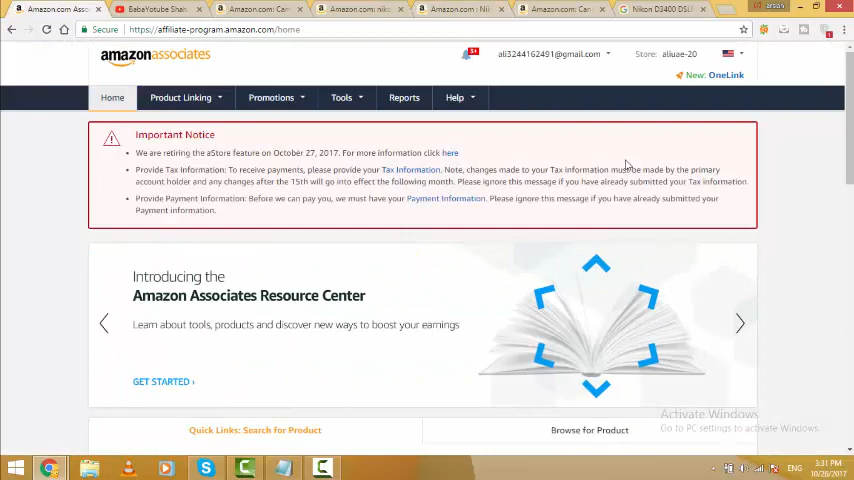 Amazon.com Asso
BabaYotube Shah
Amazon.com: Can
Amazon.com: niko
Amazon.com : Nil
Amazon.com: Can
Nikon D3400 DSLR
arslan
Secure
https://affiliate-program.amazon.com/home
amazonassociates
3+
ali3244162491@gmail.com
Store: aliuae-20
New: OneLink
Home
Product Linking
Promotions
Tools
Reports
Help
Important Notice
• We are retiring the aStore feature on October 27, 2017. For more information click here
• Provide Tax Information: To receive payments, please provide your Tax Information. Note, changes made to your Tax Information must be made by the primary
account holder and any changes after the 15th will go into effect the following month. Please ignore this message if you have already submitted your Tax information
• Provide Payment Information: Before we can pay you, we must have your Payment Information. Please ignore this message if you have already submitted your
Payment information.
Introducing the
Amazon Associates Resource Center
Learn about tools, products and discover new ways to boost your earnings
GET STARTED ›
Quick Links: Search for Product
Browse for Product
Activate Windows
Go to PC settings to activate Windows.
ENG
3:31 PM
10/26/2017